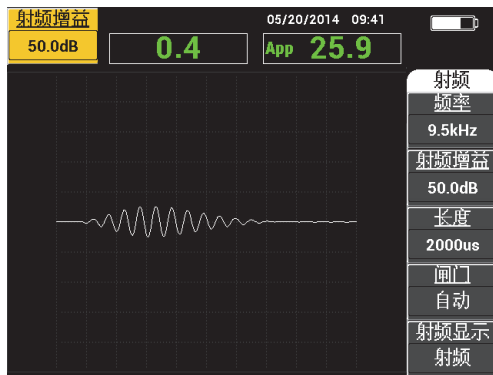 射频增益
50.0dB
05/20/2014 09:41
0.4
App 25.9
射频
频率
9.5kHz
射频增益
50.0dB
长度
2000us
闸门
自动
射频显示
射频